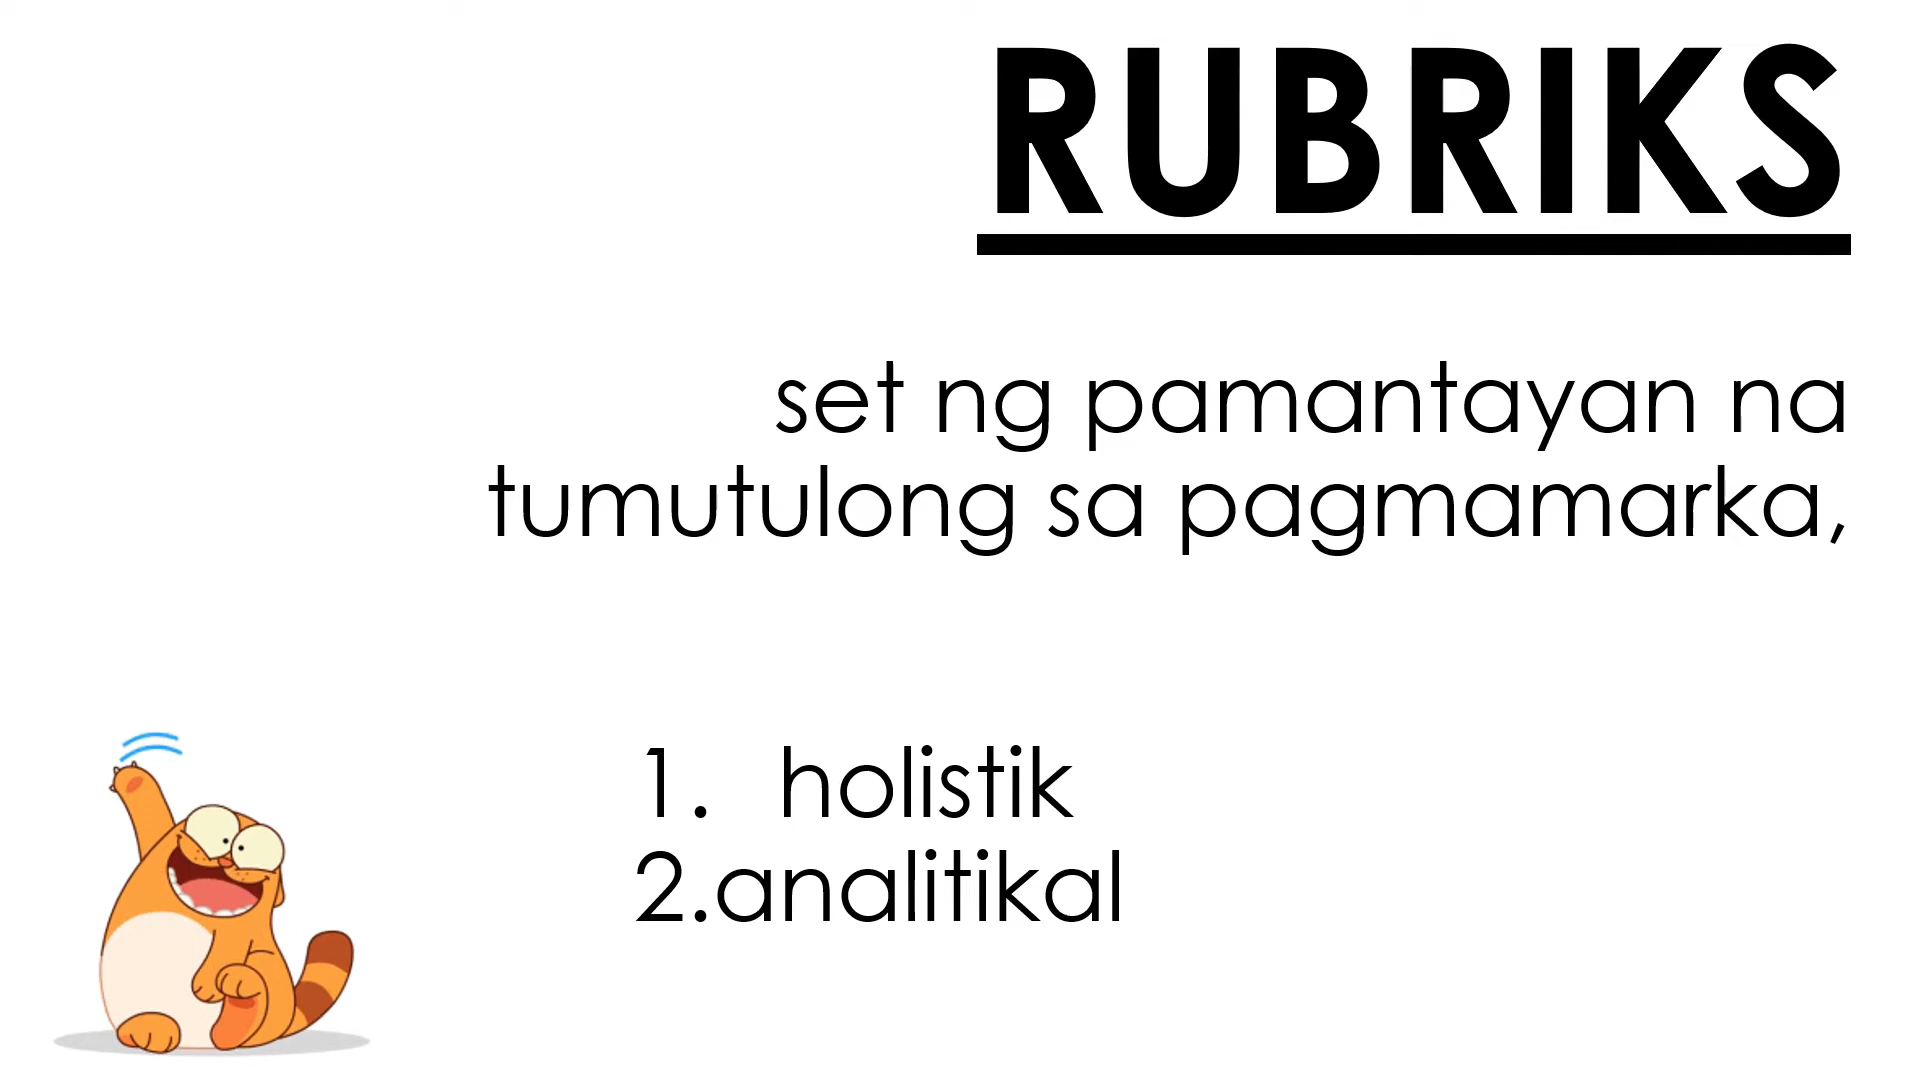 RUBRIKS
set ng pamantayan na
tumutulong sa pagmamarka,
1. holistik
2.analitikal